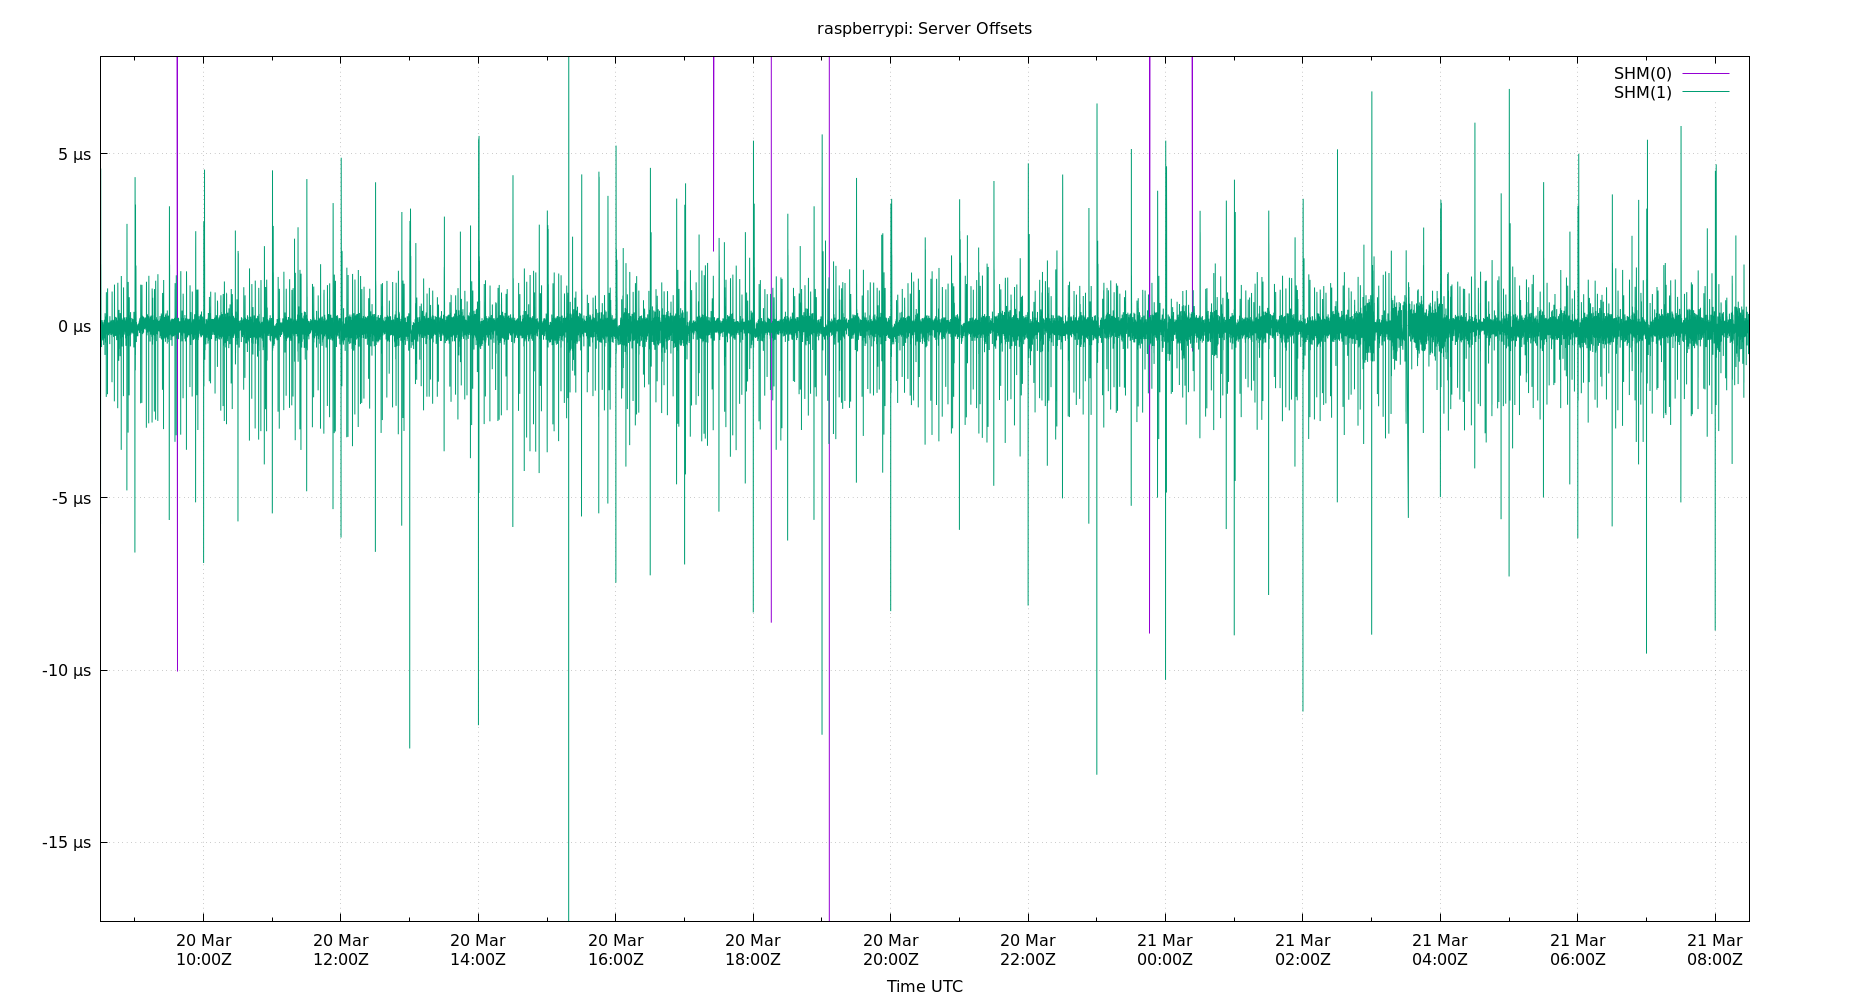 raspberrypi: Server Offsets
SHM(0)
SHM(1)
5 µs
0 µs
-5 µs
-10 µs
-15 µs
20 Mar 20 Mar 20 Mar 20 Mar 20 Mar 20 Mar 20 Mar 21 Mar 21 Mar 21 Mar 21 Mar 21 Mar
10:00Z 12:00Z 14:00Z 16:00Z 18:00Z 20:00Z 22:00Z 00:00Z 02:00Z 04:00Z 06:00Z 08:00Z
Time UTC